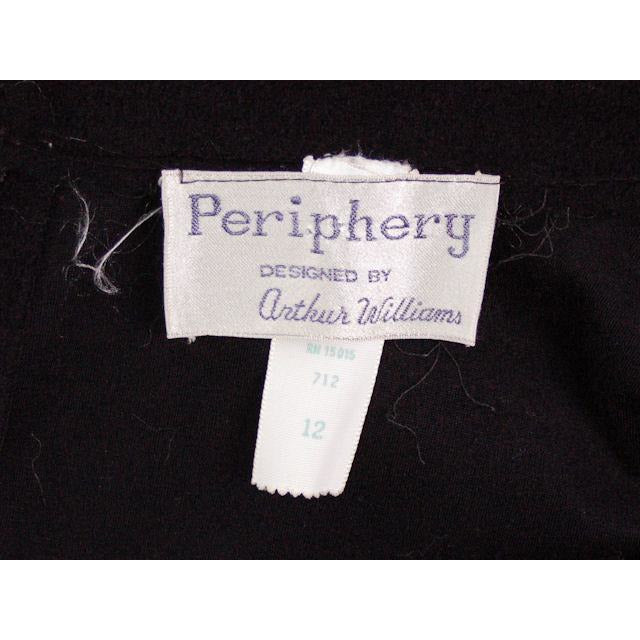 Periphery
DESIGNED BY
Arthur Williams
RN 15015
712
12